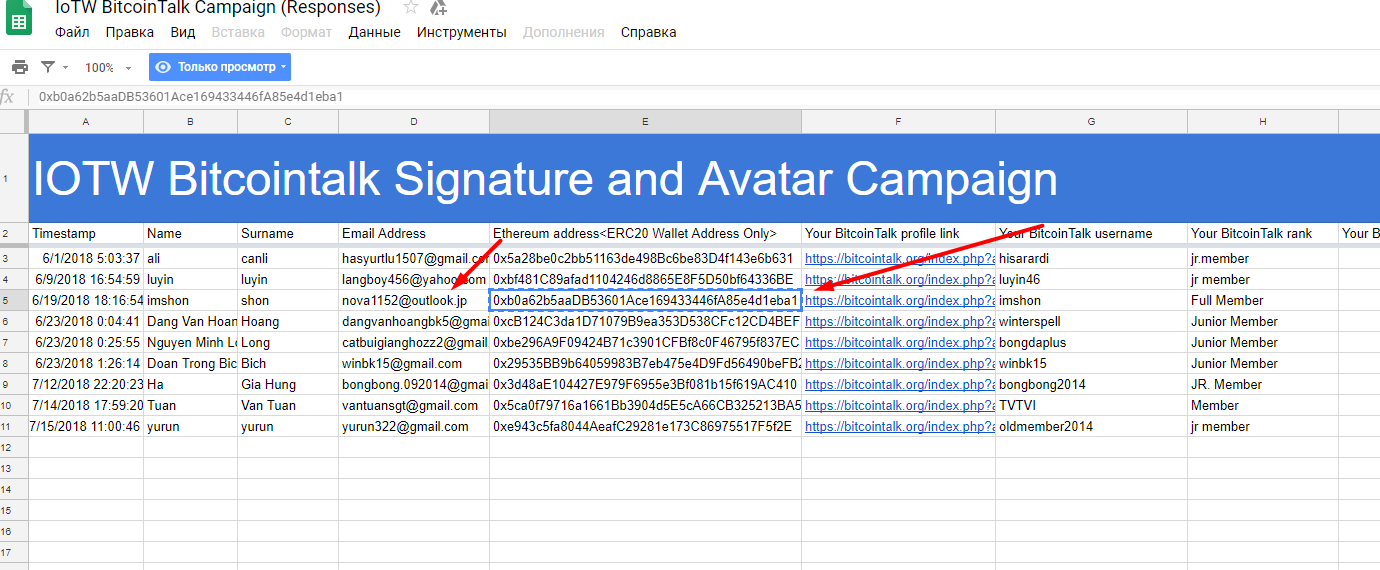 IoTW BitcoinTalk Campaign (Responses)
Файл Правка Вид Вставка Формат Данные Инструменты Дополнения Справка
100% Только просмотр
fx 0xb0a62b5aaDB53601Ace169433446fA85e4d1eba1
A B C D E F G H
1 IOTW Bitcointalk Signature and Avatar Campaign
2 Timestamp Name Surname Email Address Ethereum address<ERC20 Wallet Address Only> Your BitcoinTalk profile link Your BitcoinTalk username Your BitcoinTalk rank Your B
3 6/1/2018 5:03:37 ali canli hasyurtlu1507@gmail.co 0x5a28be0c2bb51163de498Bc6be83D4f143e6b631 https://bitcointalk.org/index.php?a hisarardi jr.member
4 6/9/2018 16:54:59 luyin luyin langboy456@yahoo.com 0xbf481C89afad1104246d8865E8F5D50bf64336BE https://bitcointalk.org/index.php?a luyin46 jr member
5 6/19/2018 18:16:54 imshon shon nova1152@outlook.jp 0xb0a62b5aaDB53601Ace169433446fA85e4d1eba1 https://bitcointalk.org/index.php?a imshon Full Member
6 6/23/2018 0:04:41 Dang Van Hoan Hoang dangvanhoangbk5@gmai 0xcB124C3da1D71079B9ea353D538CFc12CD4BEF https://bitcointalk.org/index.php?a winterspell Junior Member
7 6/23/2018 0:25:55 Nguyen Minh Lo Long catbuigianghozz2@gmail. 0xbe296A9F09424B71c3901CFBf8c0F46795f837EC https://bitcointalk.org/index.php?a bongdaplus Junior Member
8 6/23/2018 1:26:14 Doan Trong Bic Bich winbk15@gmail.com 0x29535BB9b64059983B7eb475e4D9Fd56490beFB2 https://bitcointalk.org/index.php?a winbk15 Junior Member
9 7/12/2018 22:20:23 Ha Gia Hung bongbong.092014@gmai 0x3d48aE104427E979F6955e3Bf081b15f619AC410 https://bitcointalk.org/index.php?a bongbong2014 JR. Member
10 7/14/2018 17:59:20 Tuan Van Tuan vantuansgt@gmail.com 0x5ca0f79716a1661Bb3904d5E5cA66CB325213BA5 https://bitcointalk.org/index.php?a TVTVI Member
11 7/15/2018 11:00:46 yurun yurun yurun322@gmail.com 0xe943c5fa8044AeafC29281e173C86975517F5f2E https://bitcointalk.org/index.php?a oldmember2014 jr member
12
13
14
15
16
17